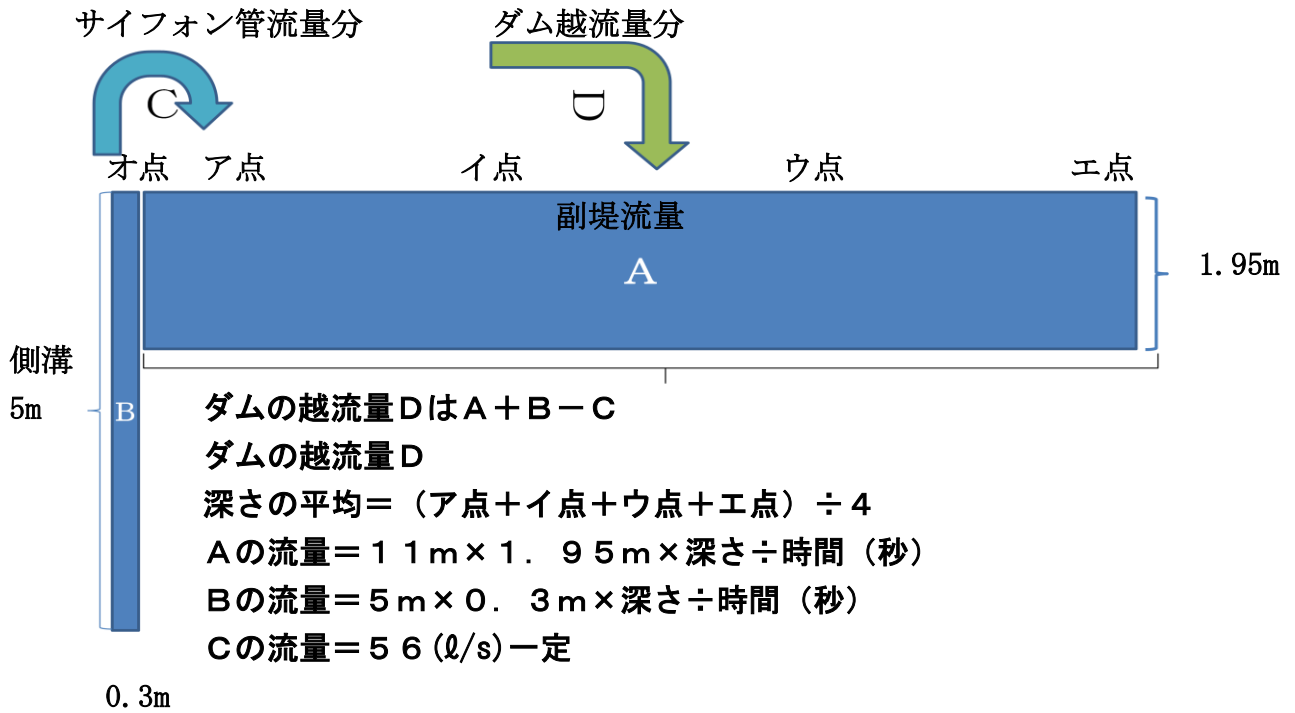 サイフォン管流量分
ダム越流量分
C
D
オ点 ア点 イ点 ウ点 エ点
副堤流量
A
1.95m
側溝
5m
B
ダムの越流量DはA+B-C
ダムの越流量D
深さの平均=(ア点+イ点+ウ点+エ点)÷4
Aの流量=11m×1.95m×深さ÷時間(秒)
Bの流量=5m×0.3m×深さ÷時間(秒)
Cの流量=56(ℓ/s)一定
0.3m